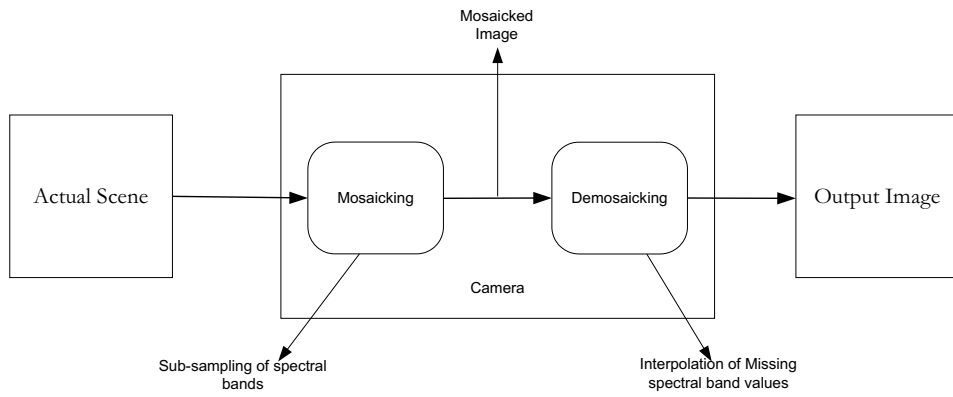 Mosaicked
Image
Actual Scene
Mosaicking
Demosaicking
Output Image
Camera
Sub-sampling of spectral
bands
Interpolation of Missing
spectral band values